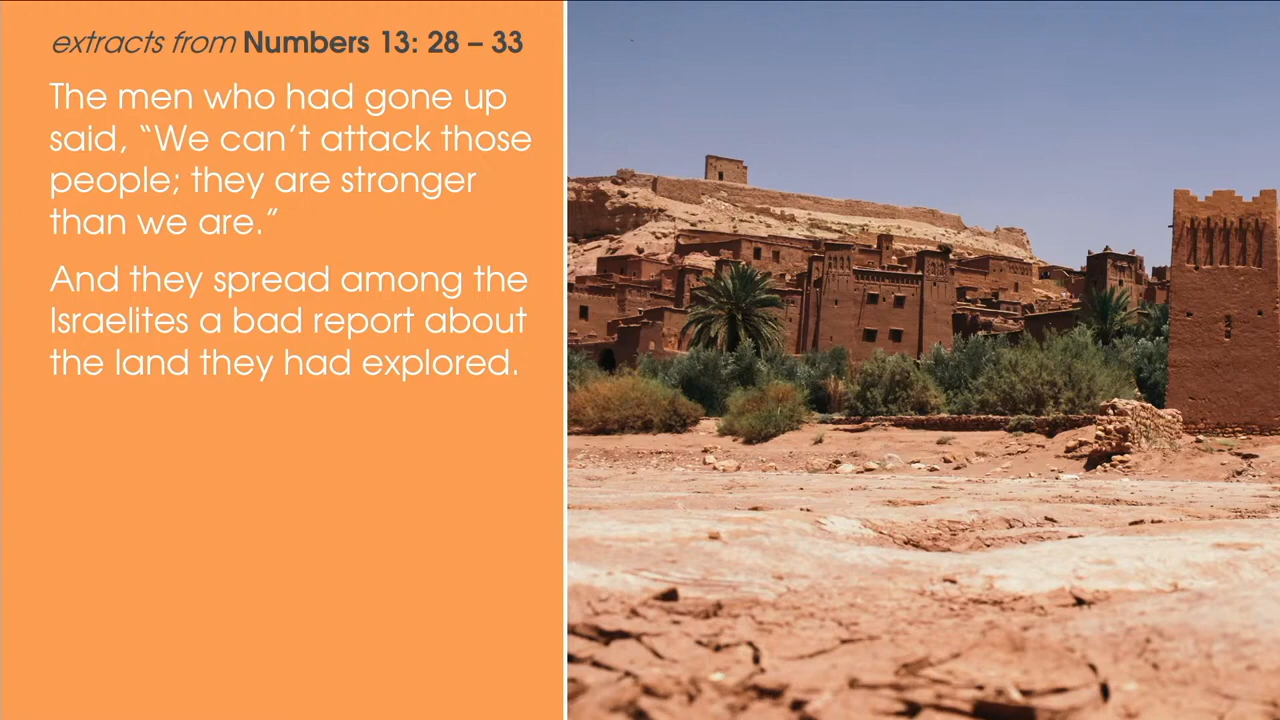 extracts from Numbers 13: 28 – 33
The men who had gone up
said, “We can’t attack those
people; they are stronger
than we are.”
And they spread among the
Israelites a bad report about
the land they had explored.